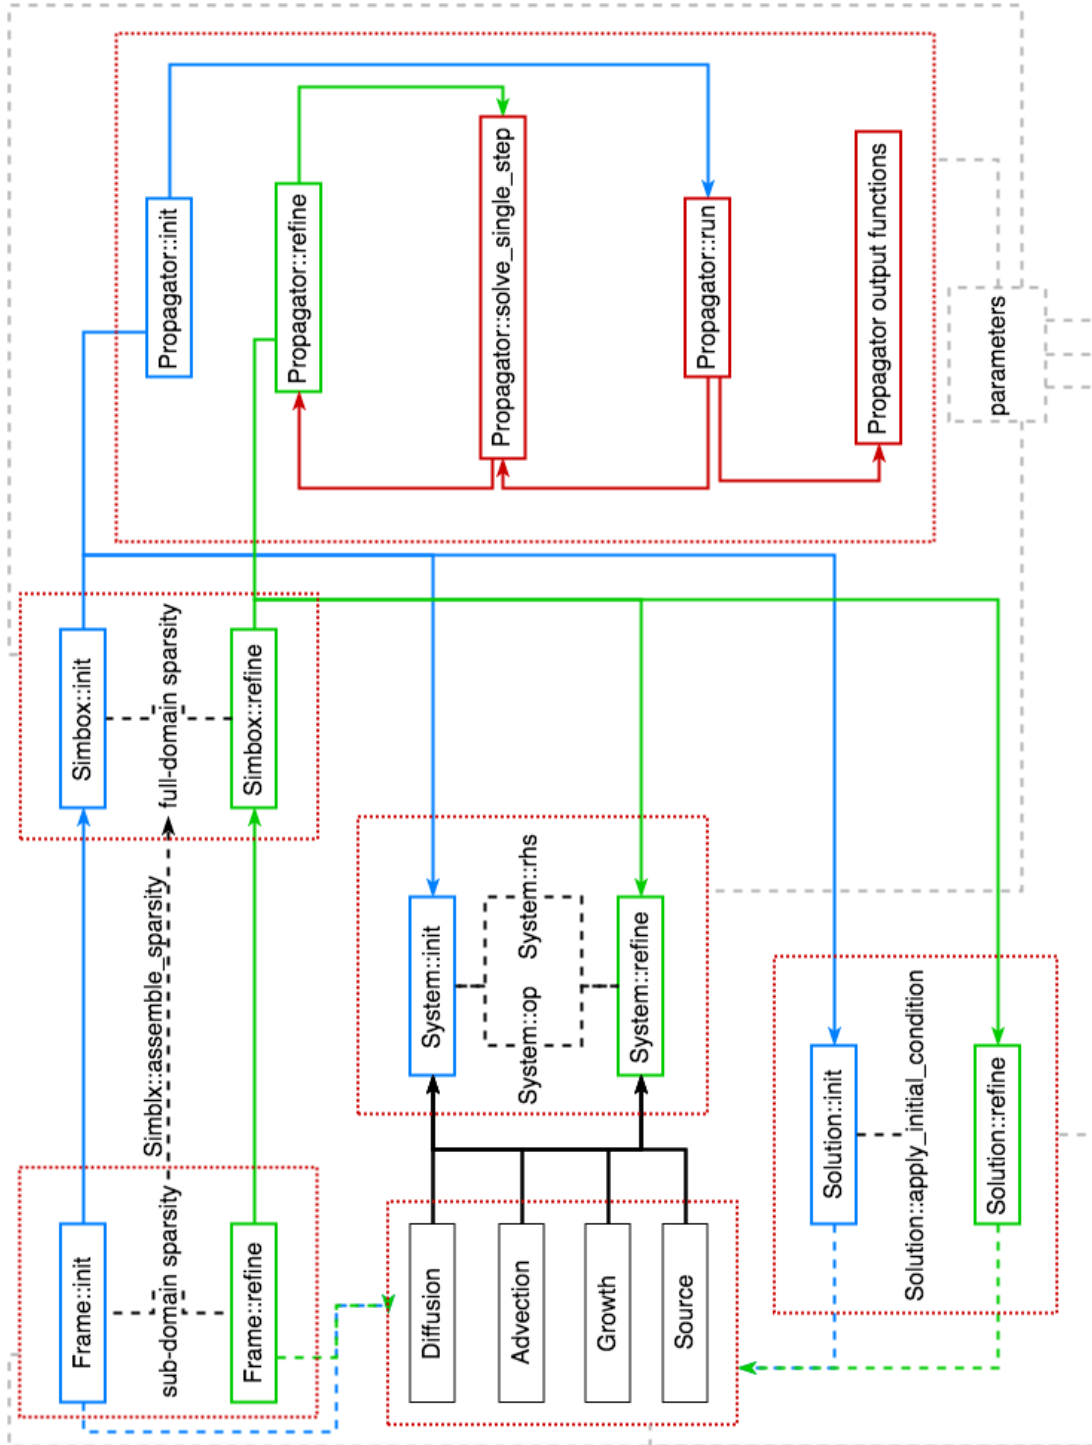 Frame::init
sub-domain sparsity
Frame::refine
Simblx::assemble_sparsity
Simbox::init
full-domain sparsity
Simbox::refine
Propagator::init
Propagator::refine
Propagator::solve_single_step
Propagator::run
Propagator output functions
Diffusion
Advection
Growth
Source
System::init
System::op
System::rhs
System::refine
Solution::init
Solution::apply_initial_condition
Solution::refine
parameters